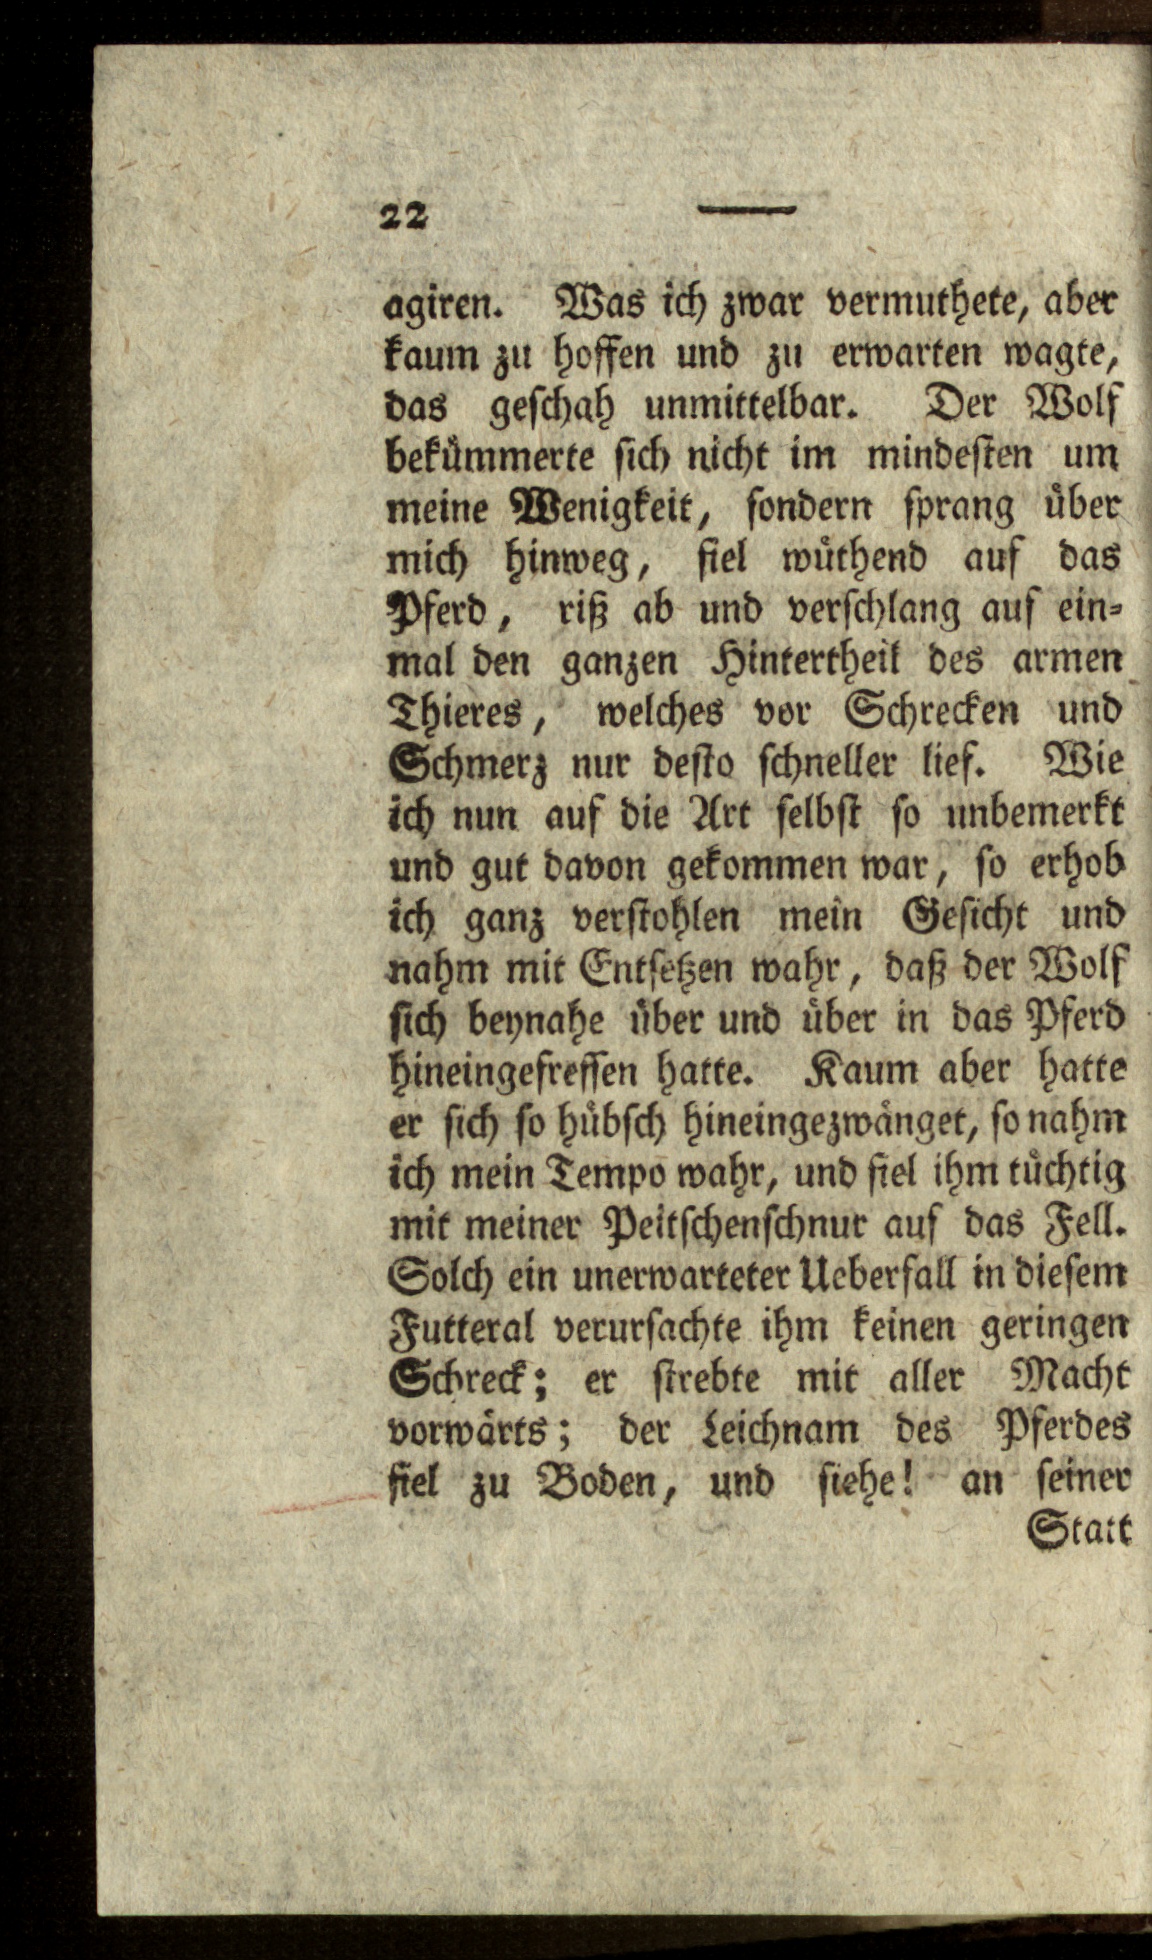 22
agiren. Was ich zwar vermuthete, aber
kaum zu hoffen und zu erwarten wagte,
das geschah unmittelbar. Der Wolf
bekümmerte sich nicht im mindesten um
meine Wenigkeit, sondern sprang über
mich hinweg, fiel wüthend auf das
Pferd, riß ab und verschlang auf ein-
mal den ganzen Hintertheil des armen
Thieres, welches vor Schrecken und
Schmerz nur desto schneller lief. Wie
ich nun auf die Art selbst so unbemerkt
und gut davon gekommen war, so erhob
ich ganz verstohlen mein Gesicht und
nahm mit Entsetzen wahr, daß der Wolf
sich beynahe über und über in das Pferd
hineingefressen hatte. Kaum aber hatte
er sich so hübsch hineingezwänget, so nahm
ich mein Tempo wahr, und fiel ihm tüchtig
mit meiner Peitschenschnur auf das Fell.
Solch ein unerwarteter Ueberfall in diesem
Futteral verursachte ihm keinen geringen
Schreck; er strebte mit aller Macht
vorwärts; der Leichnam des Pferdes
fiel zu Boden, und siehe! an seiner
Statt